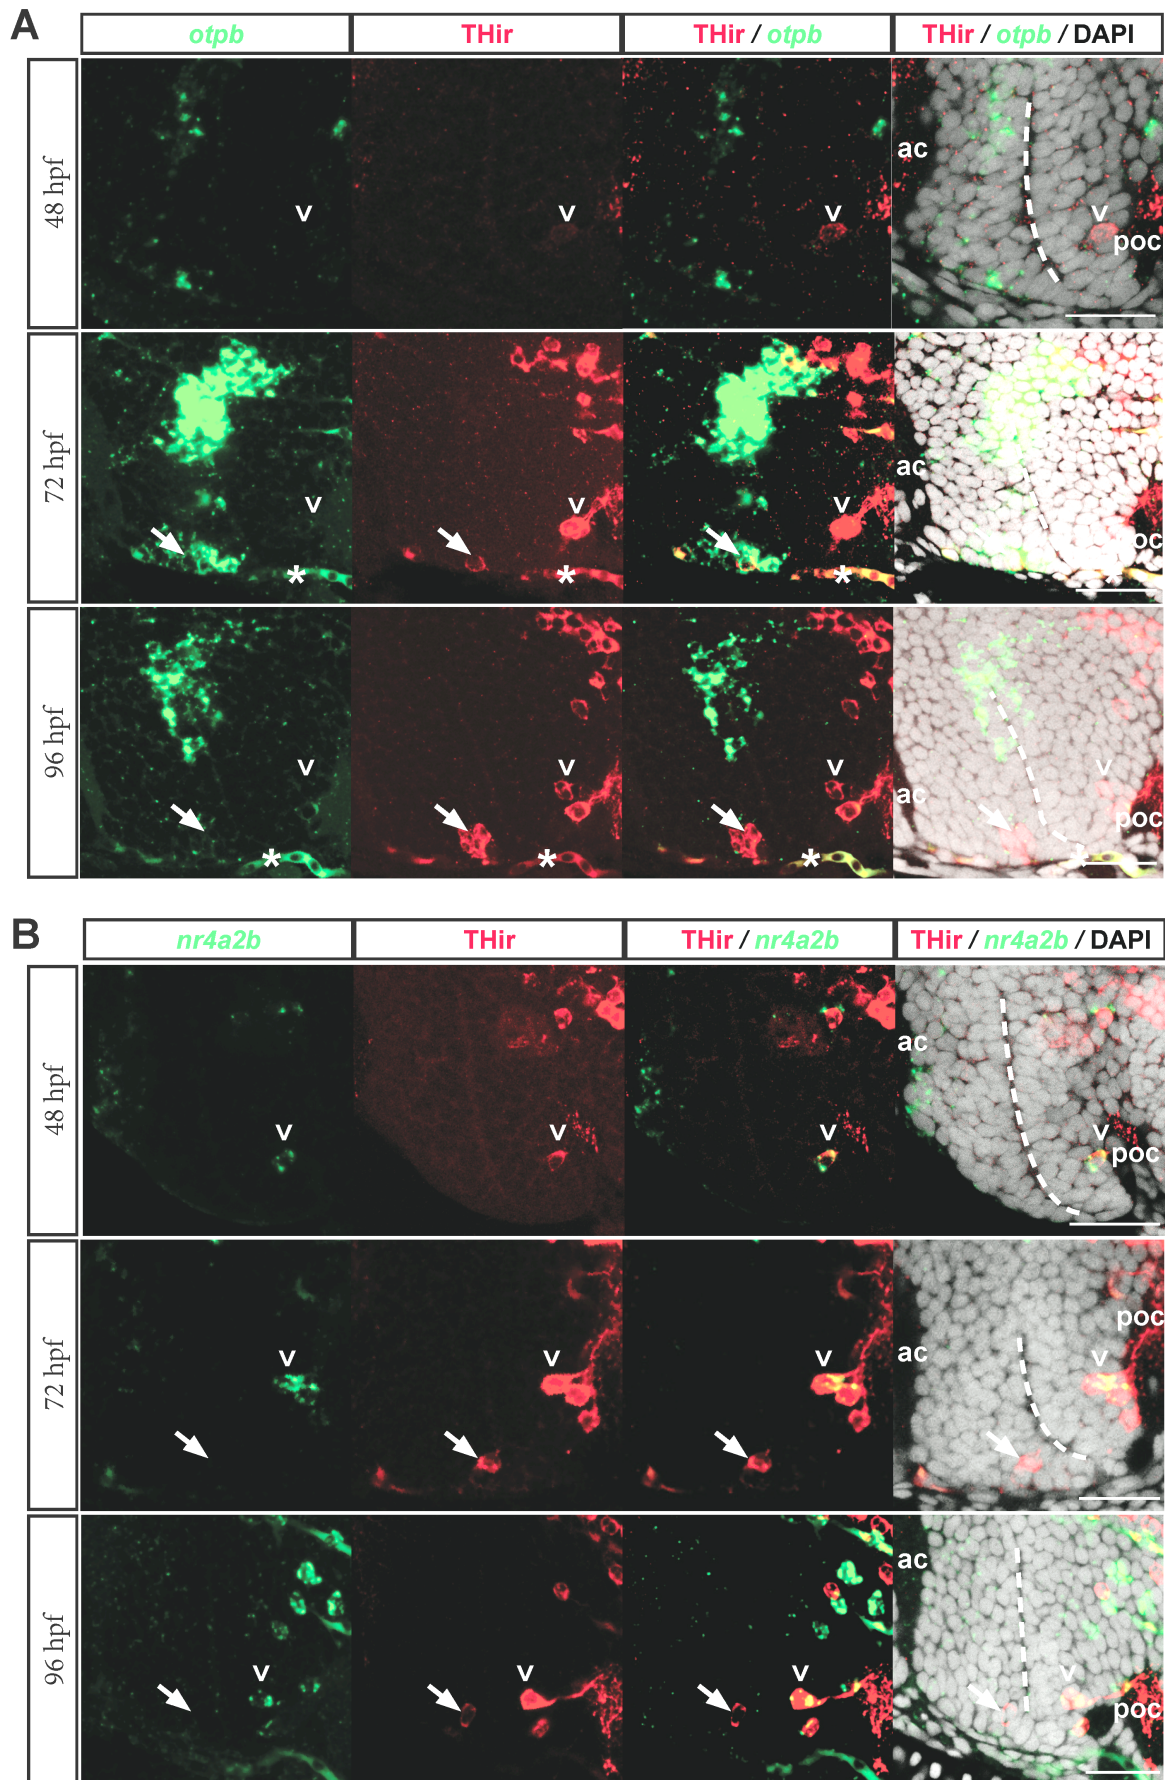 A
otpb THir THir / otpb THir / otpb / DAPI
48 hpf
v v v v
ac
poc
72 hpf
v v v
ac
oc
* * *
96 hpf
v v v v
ac
poc
* * * *
B
nr4a2b THir THir / nr4a2b THir / nr4a2b / DAPI
48 hpf
ac
v v v v
poc
72 hpf
poc
ac
v v v v
96 hpf
ac
v v v v
poc